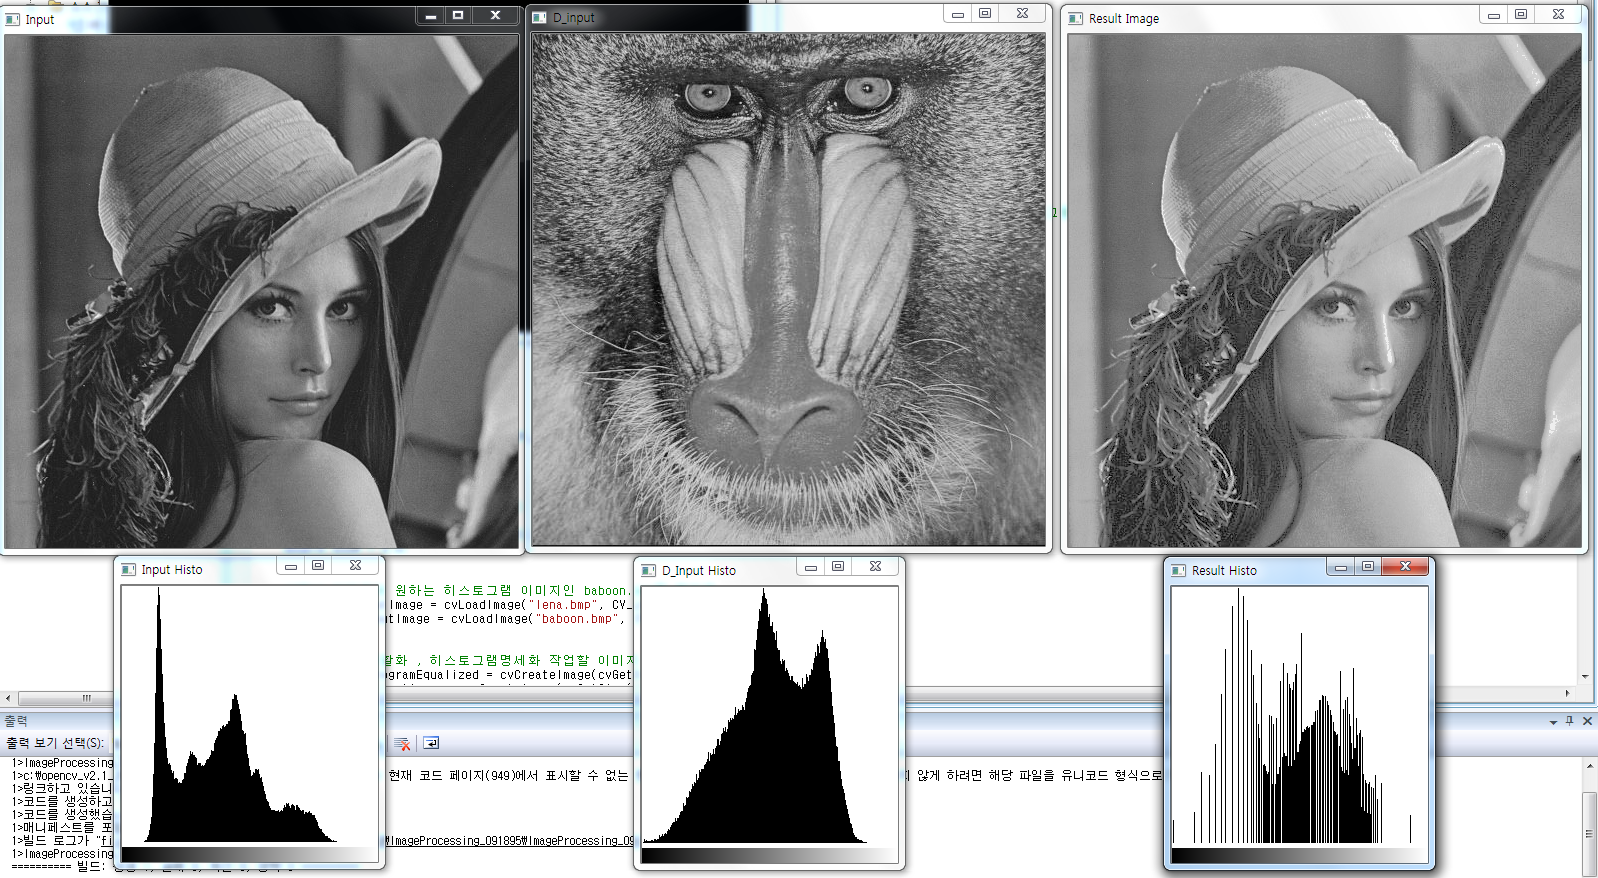 Input
D_input
Result Image
Input Histo
D_Input Histo
Result Histo
원하는 히스토그램 이미지인 baboon.
Image = cvLoadImage("lena.bmp", CV_
tImage = cvLoadImage("baboon.bmp",
활화 , 히스토그램명세화 작업할 이미지
gramEqualized = cvCreateImage(cvGet
출력
출력 보기 선택(S):
1>ImageProcessing
1>c:\opencv_v2.1_ 현재 코드 페이지(949)에서 표시할 수 없는 지 않게 하려면 해당 파일을 유니코드 형식으로
1>링크하고 있습니
1>코드를 생성하고
1>코드를 생성했습
1>매니페스트를 포
1>빌드 로그가 "fi \ImageProcessing_091895\ImageProcessing_09
1>ImageProcessing
========== 빌드: